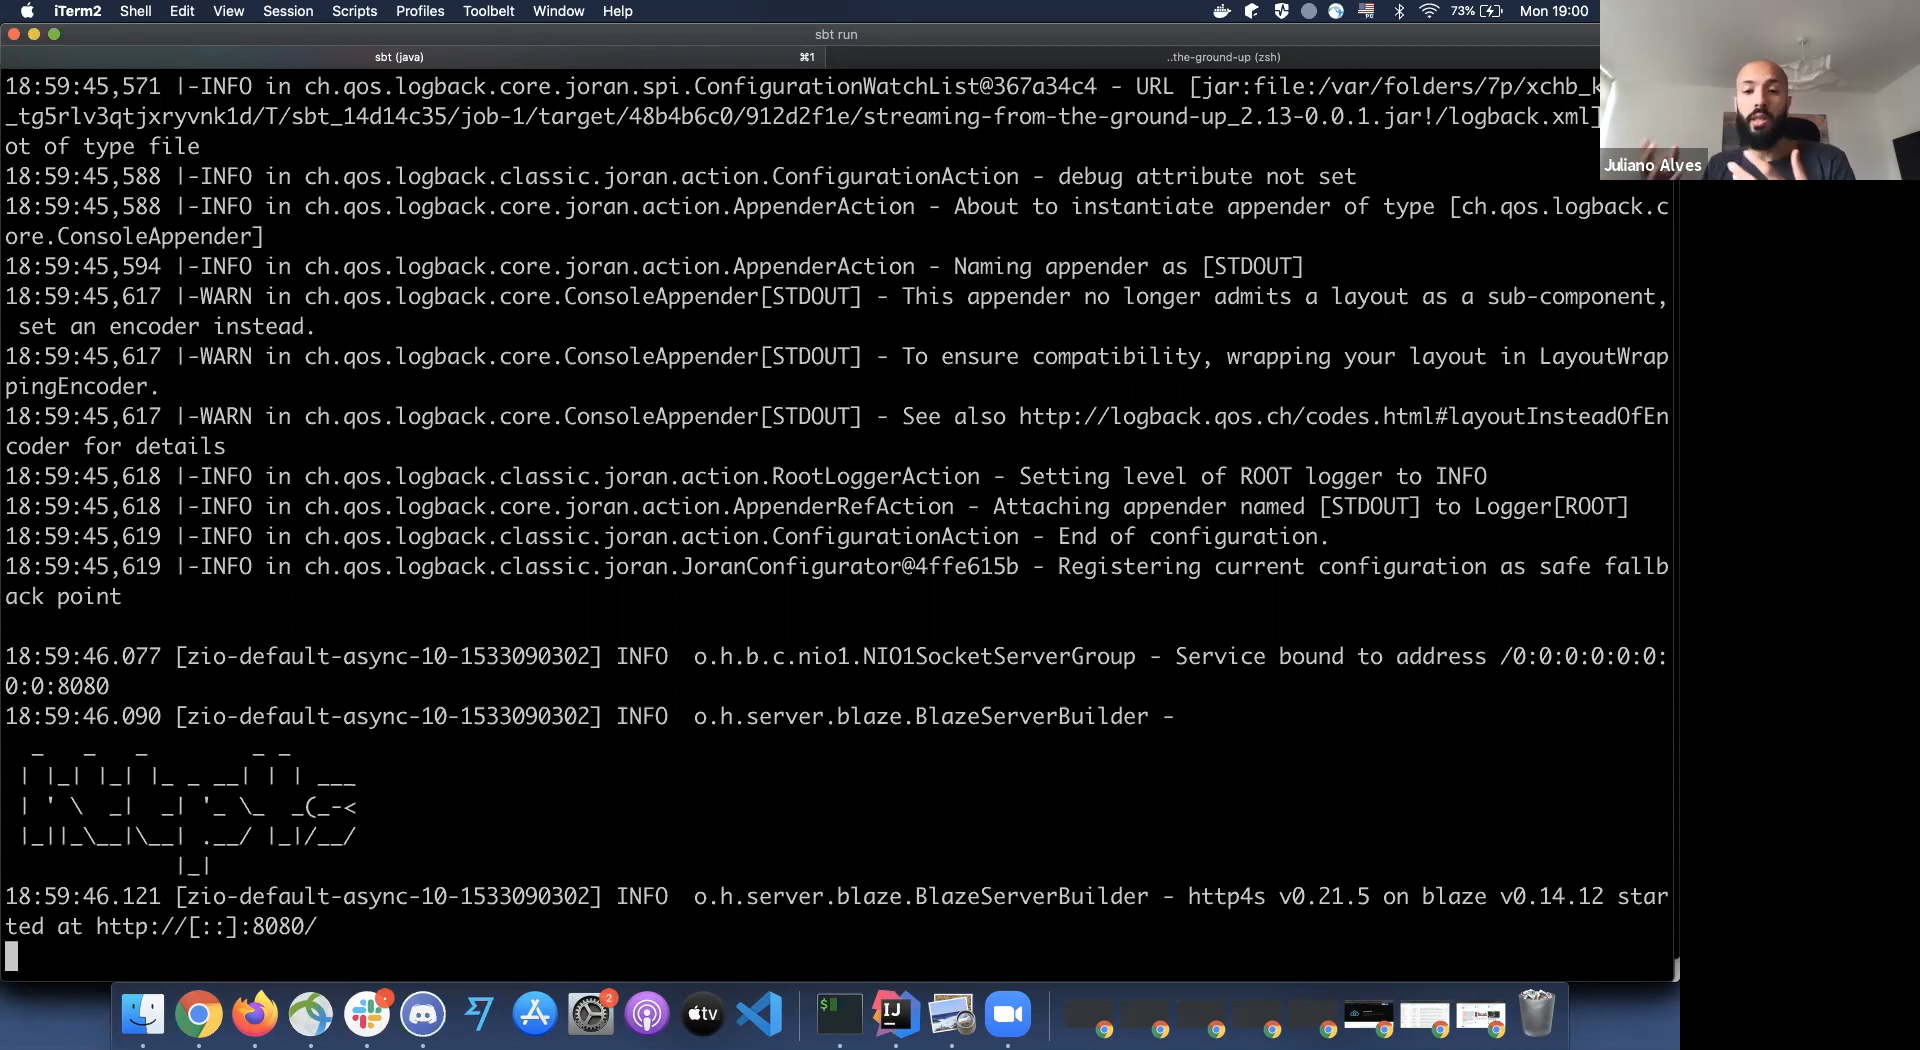 iTerm2 Shell Edit View Session Scripts Profiles Toolbelt Window Help 73% Mon 19:00
sbt run
sbt (java) ⌘1 ..the-ground-up (zsh)
18:59:45,571 |-INFO in ch.qos.logback.core.joran.spi.ConfigurationWatchList@367a34c4 - URL [jar:file:/var/folders/7p/xchb_k
_tg5rlv3qtjxryvnk1d/T/sbt_14d14c35/job-1/target/48b4b6c0/912d2f1e/streaming-from-the-ground-up_2.13-0.0.1.jar!/logback.xml]
ot of type file
Juliano Alves
18:59:45,588 |-INFO in ch.qos.logback.classic.joran.action.ConfigurationAction - debug attribute not set
18:59:45,588 |-INFO in ch.qos.logback.core.joran.action.AppenderAction - About to instantiate appender of type [ch.qos.logback.c
ore.ConsoleAppender]
18:59:45,594 |-INFO in ch.qos.logback.core.joran.action.AppenderAction - Naming appender as [STDOUT]
18:59:45,617 |-WARN in ch.qos.logback.core.ConsoleAppender[STDOUT] - This appender no longer admits a layout as a sub-component,
set an encoder instead.
18:59:45,617 |-WARN in ch.qos.logback.core.ConsoleAppender[STDOUT] - To ensure compatibility, wrapping your layout in LayoutWrap
pingEncoder.
18:59:45,617 |-WARN in ch.qos.logback.core.ConsoleAppender[STDOUT] - See also http://logback.qos.ch/codes.html#layoutInsteadOfEn
coder for details
18:59:45,618 |-INFO in ch.qos.logback.classic.joran.action.RootLoggerAction - Setting level of ROOT logger to INFO
18:59:45,618 |-INFO in ch.qos.logback.core.joran.action.AppenderRefAction - Attaching appender named [STDOUT] to Logger[ROOT]
18:59:45,619 |-INFO in ch.qos.logback.classic.joran.action.ConfigurationAction - End of configuration.
18:59:45,619 |-INFO in ch.qos.logback.classic.joran.JoranConfigurator@4ffe615b - Registering current configuration as safe fallb
ack point
18:59:46.077 [zio-default-async-10-1533090302] INFO  o.h.b.c.nio1.NIO1SocketServerGroup - Service bound to address /0:0:0:0:0:0:
0:0:8080
18:59:46.090 [zio-default-async-10-1533090302] INFO  o.h.server.blaze.BlazeServerBuilder -
  _   _   _        _ _
 | |_| |_| |_ _ __| | | ___
 | ' \  _|  _| '_ \_  _(_-<
 |_||_\__|\__| .__/ |_|/__/
             |_|
18:59:46.121 [zio-default-async-10-1533090302] INFO  o.h.server.blaze.BlazeServerBuilder - http4s v0.21.5 on blaze v0.14.12 star
ted at http://[::]:8080/